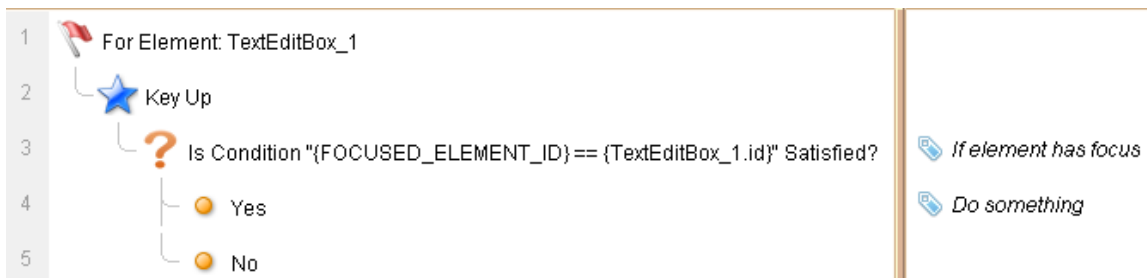 1 For Element: TextEditBox_1
2 Key Up
3 Is Condition "{FOCUSED_ELEMENT_ID} == {TextEditBox_1.id}" Satisfied? If element has focus
4 Yes Do something
5 No